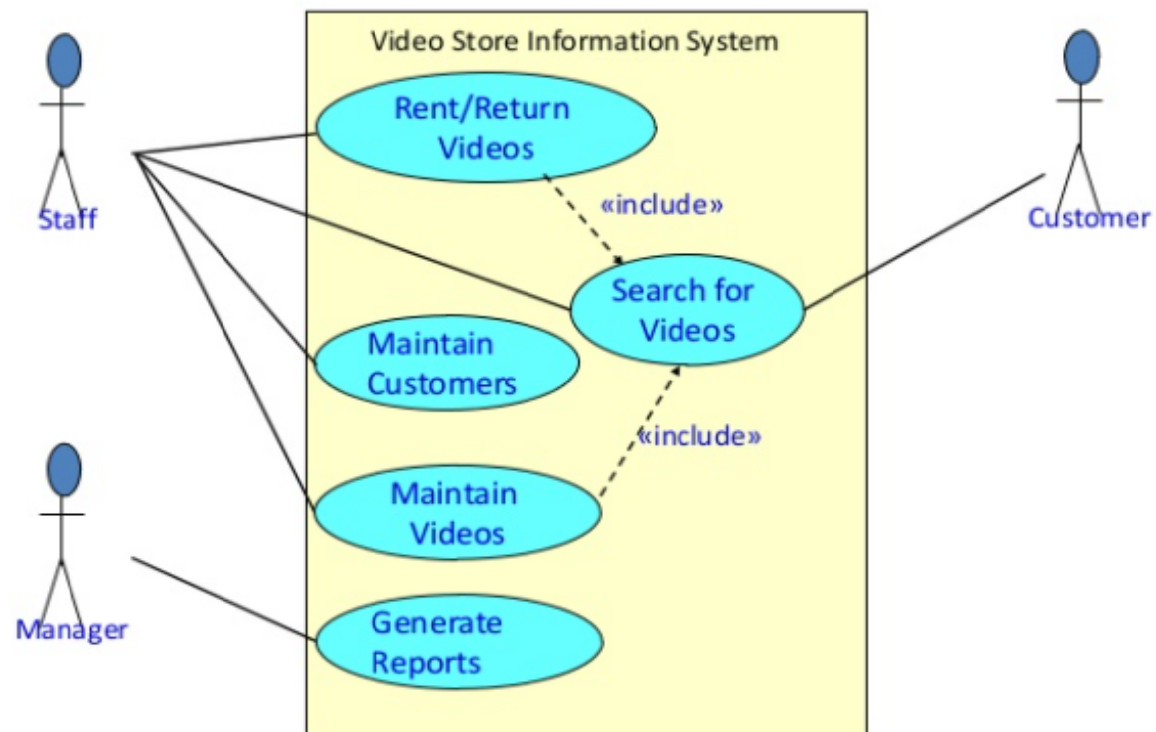 Video Store Information System
Rent/Return
Videos
«include»
Staff
Customer
Search for
Videos
Maintain
Customers
«include»
Maintain
Videos
Manager
Generate
Reports